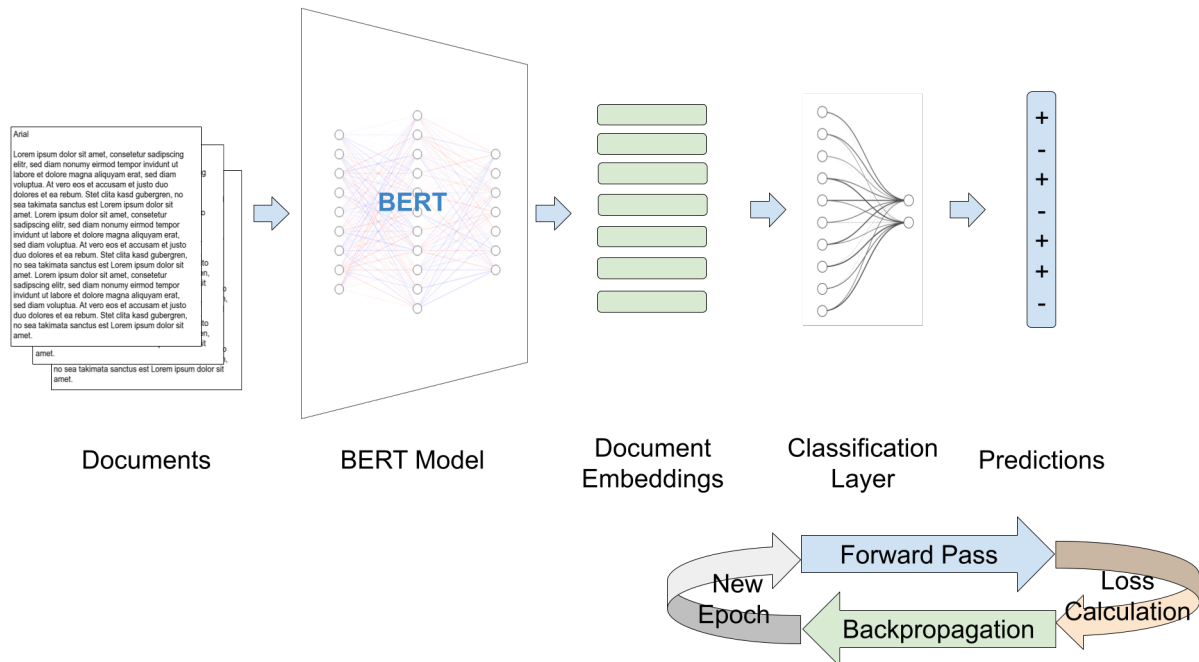 Arial
Lorem ipsum dolor sit amet, consetetur sadipscing
elitr, sed diam nonumy eirmod tempor invidunt ut
labore et dolore magna aliquyam erat, sed diam
voluptua. At vero eos et accusam et justo duo
dolores et ea rebum. Stet clita kasd gubergren, no
sea takimata sanctus est Lorem ipsum dolor sit
amet. Lorem ipsum dolor sit amet, consetetur
sadipscing elitr, sed diam nonumy eirmod tempor
invidunt ut labore et dolore magna aliquyam erat,
sed diam voluptua. At vero eos et accusam et justo
duo dolores et ea rebum. Stet clita kasd gubergren,
no sea takimata sanctus est Lorem ipsum dolor sit
amet. Lorem ipsum dolor sit amet, consetetur
sadipscing elitr, sed diam nonumy eirmod tempor
invidunt ut labore et dolore magna aliquyam erat,
sed diam voluptua. At vero eos et accusam et justo
duo dolores et ea rebum. Stet clita kasd gubergren,
no sea takimata sanctus est Lorem ipsum dolor sit
amet.
amet.
no sea takimata sanctus est Lorem ipsum dolor sit
amet.
BERT
+
-
+
-
+
+
-
Documents
BERT Model
Document
Embeddings
Classification
Layer
Predictions
Forward Pass
New
Epoch
Loss
Calculation
Backpropagation